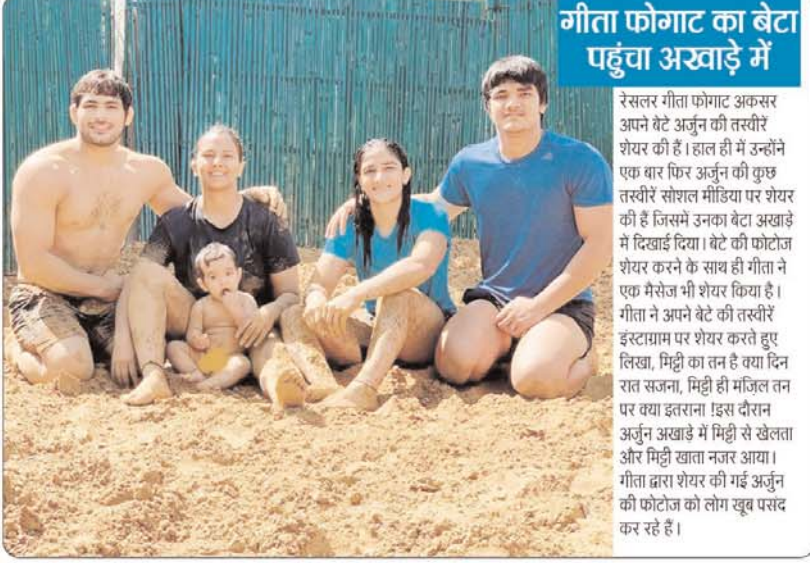 गीता फोगाट का बेटा
पहुंचा अखाड़े में
रेसलर गीता फोगाट अकसर
अपने बेटे अर्जुन की तस्वीरें
शेयर की हैं। हाल ही में उन्होंने
एक बार फिर अर्जुन की कुछ
तस्वीरें सोशल मीडिया पर शेयर
की हैं जिसमें उनका बेटा अखाड़े
में दिखाई दिया। बेटे की फोटोज
शेयर करने के साथ ही गीता ने
एक मैसेज भी शेयर किया है।
गीता ने अपने बेटे की तस्वीरें
इंस्टाग्राम पर शेयर करते हुए
लिखा, मिट्टी का तन है क्या दिन
रात सजना, मिट्टी ही मंजिल तन
पर क्या इतराना !इस दौरान
अर्जुन अखाड़े में मिट्टी से खेलता
और मिट्टी खाता नजर आया।
गीता द्वारा शेयर की गई अर्जुन
की फोटोज को लोग खूब पसंद
कर रहे हैं।